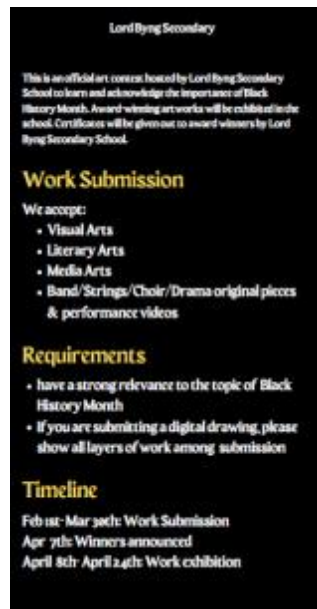 Lord Byng Secondary
This is an official art contest hosted by Lord Byng Secondary
School to learn and acknowledge the importance of Black
History Month. Award-winning art works will be exhibited in the
school. Certificates will be given out to award winners by Lord
Byng Secondary School.
Work Submission
We accept:
• Visual Arts
• Literary Arts
• Media Arts
• Band/Strings/Choir/Drama original pieces
& performance videos
Requirements
• have a strong relevance to the topic of Black
History Month
• If you are submitting a digital drawing, please
show all layers of work among submission
Timeline
Feb 1st- Mar 30th: Work Submission
Apr 7th: Winners announced
April 8th- April 24th: Work exhibition